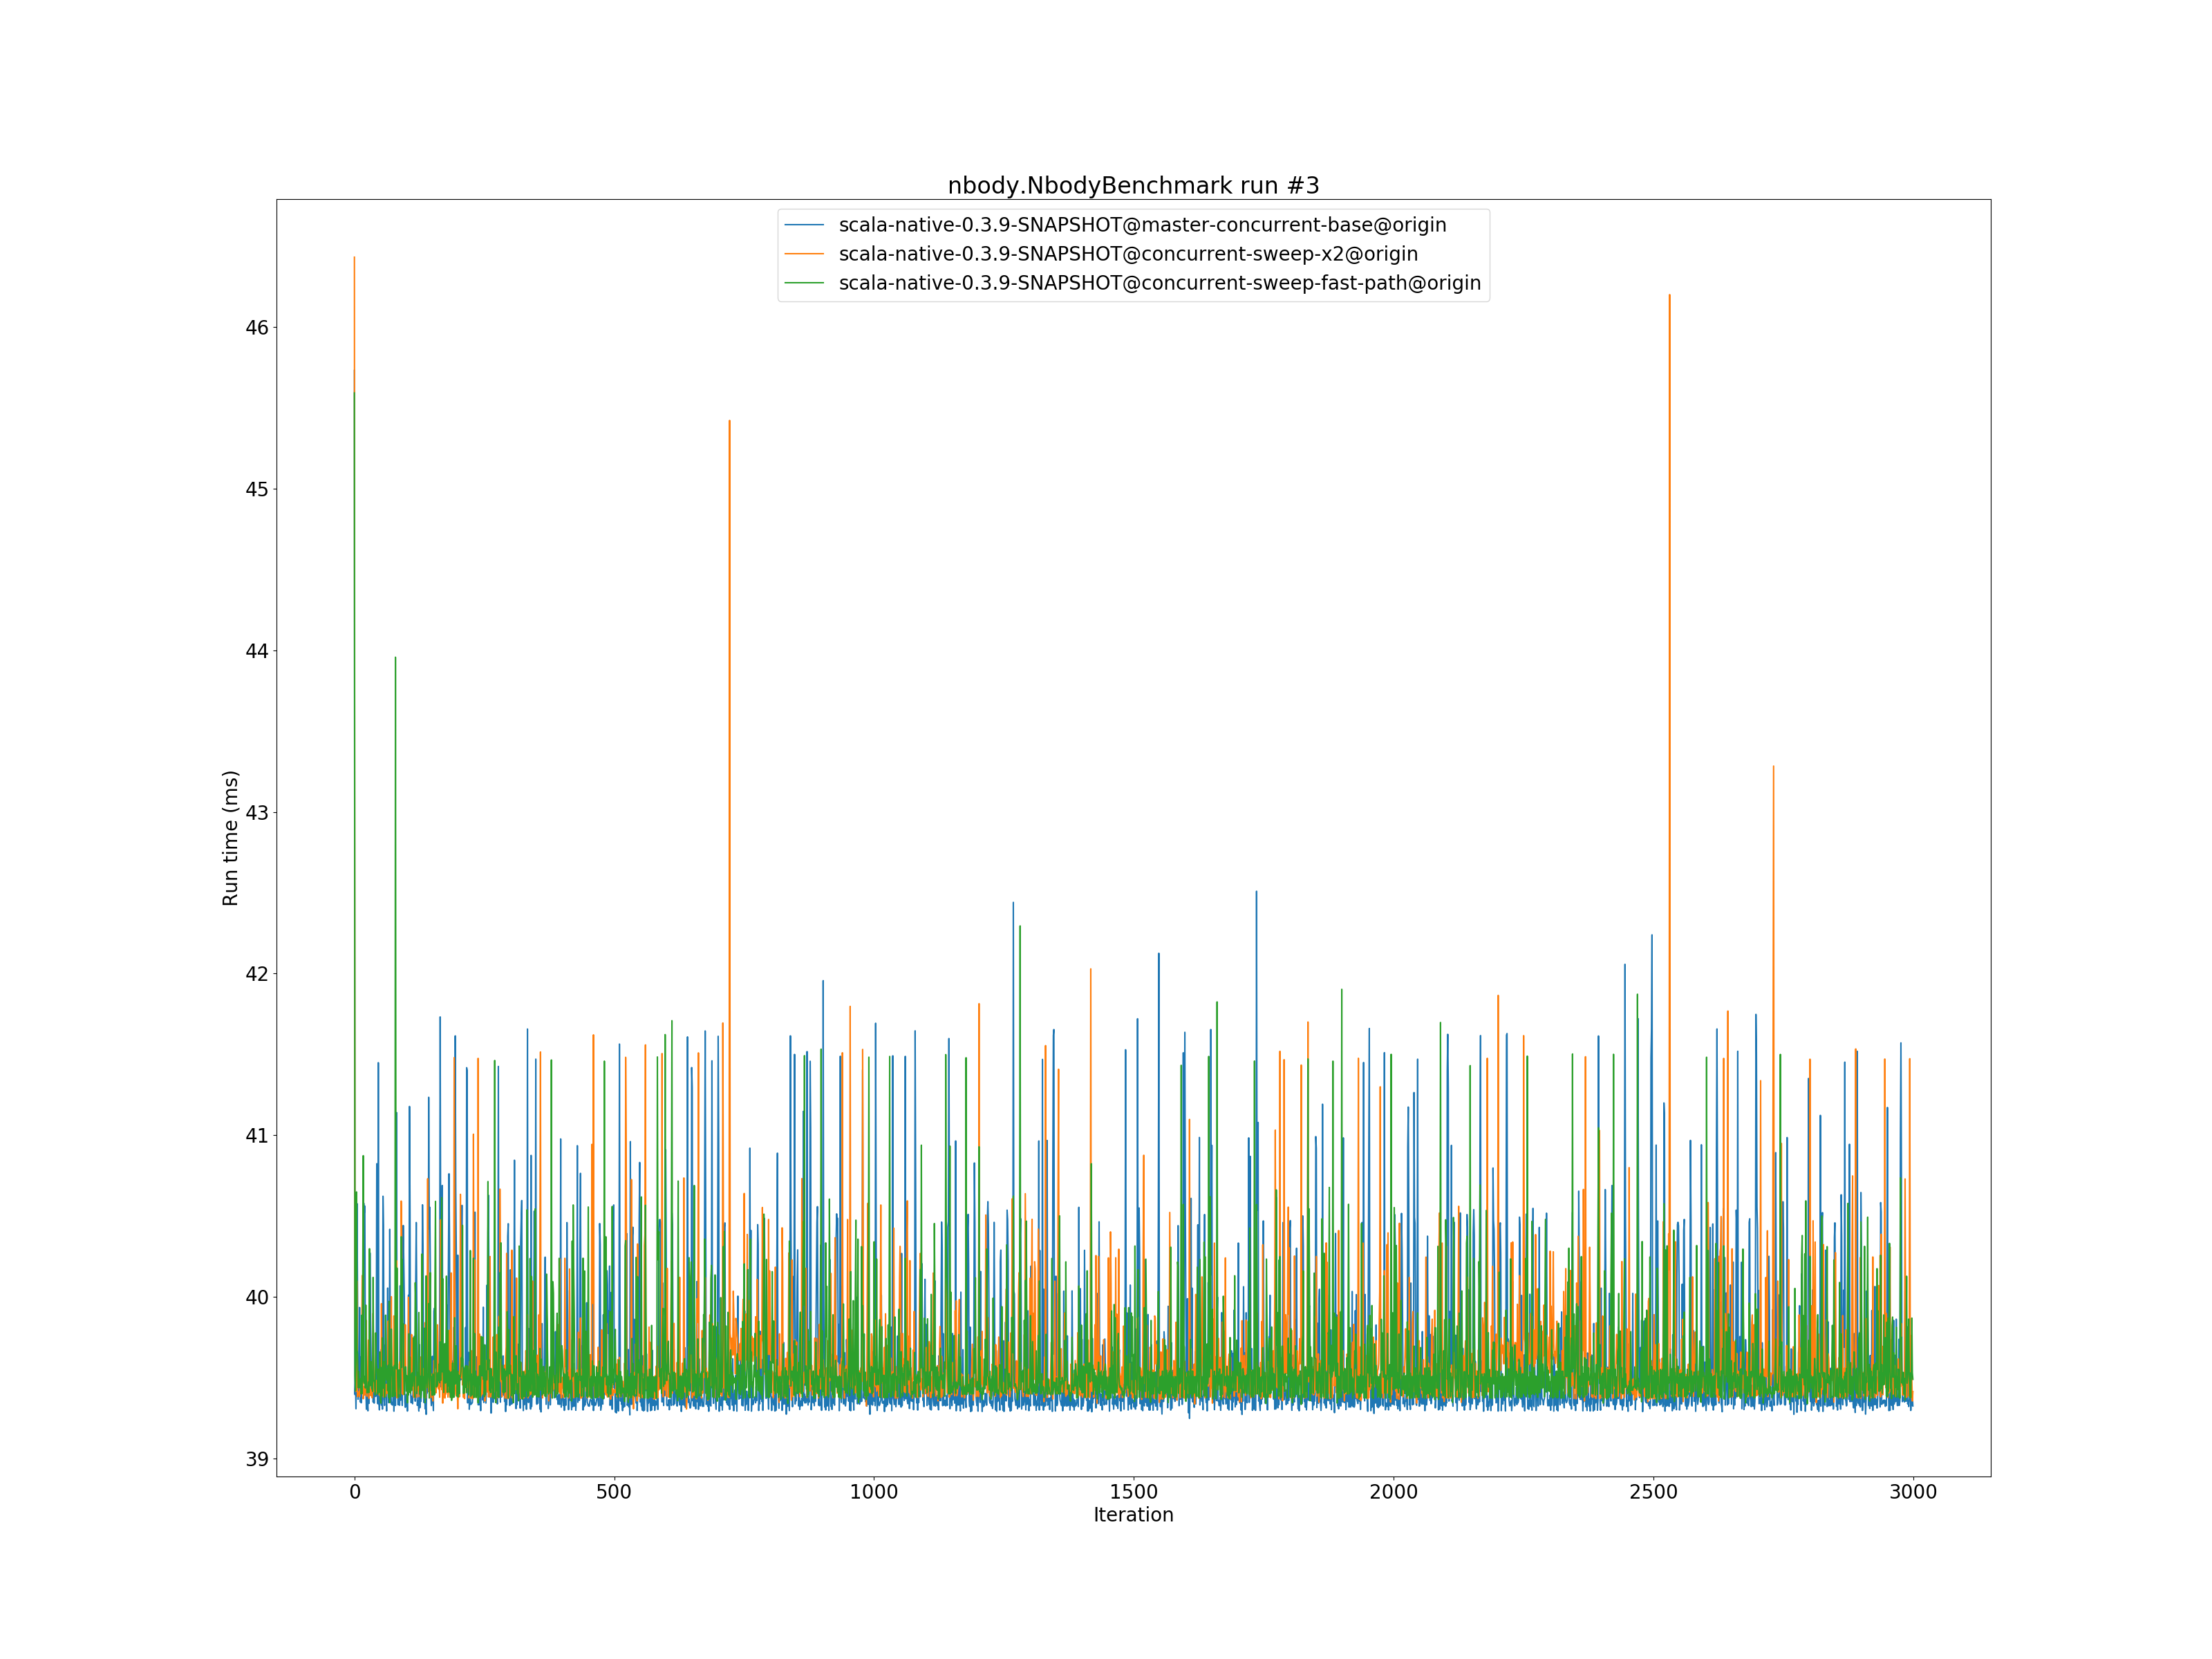 nbody.NbodyBenchmark run #3
scala-native-0.3.9-SNAPSHOT@master-concurrent-base@origin
scala-native-0.3.9-SNAPSHOT@concurrent-sweep-x2@origin
scala-native-0.3.9-SNAPSHOT@concurrent-sweep-fast-path@origin
46
45
44
43
42
41
40
39
Run time (ms)
0 500 1000 1500 2000 2500 3000
Iteration